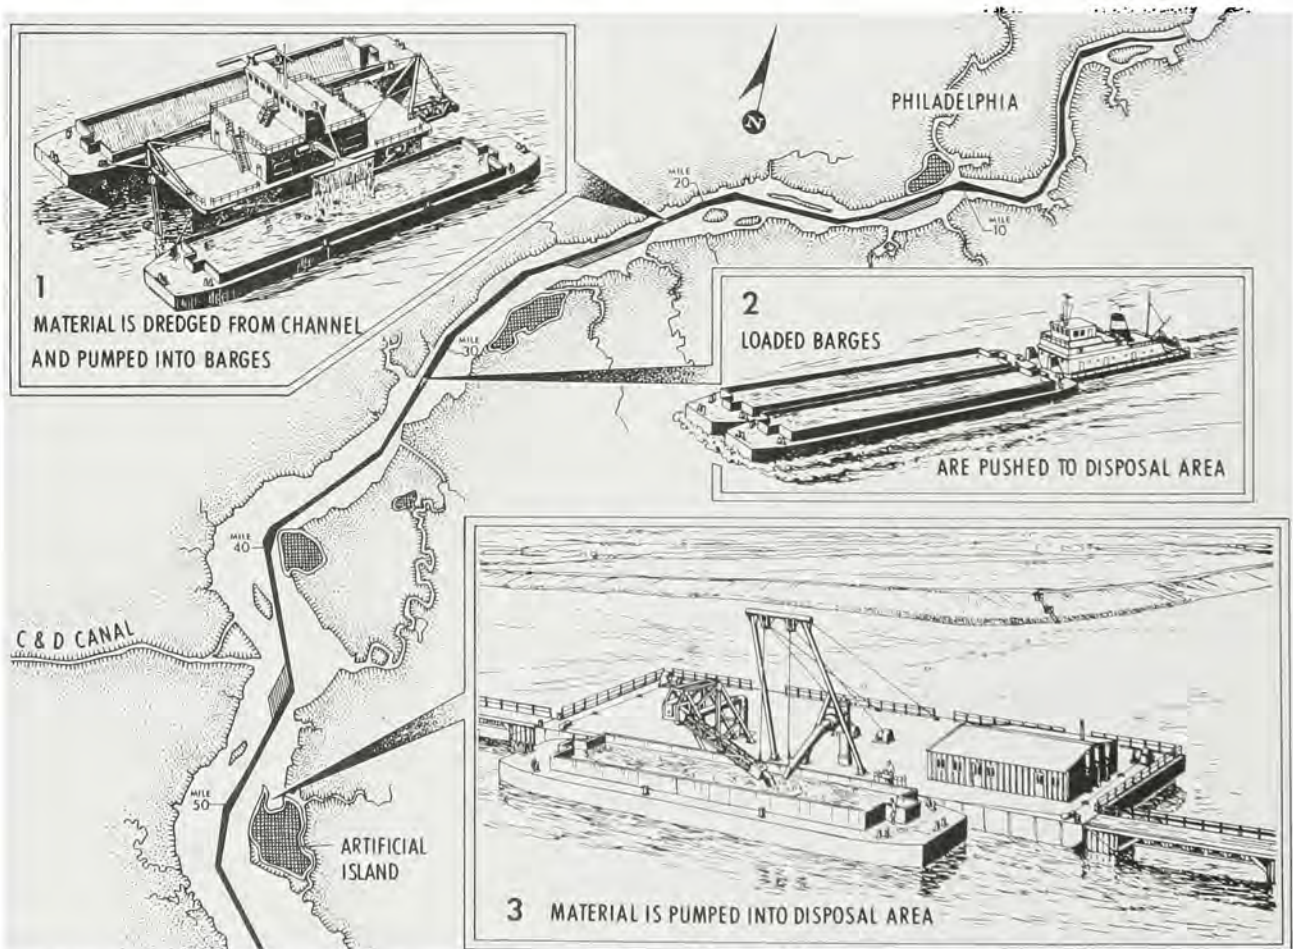 PHILADELPHIA
N
MILE
20
MILE
10
1
MATERIAL IS DREDGED FROM CHANNEL
AND PUMPED INTO BARGES
MILE
30
2
LOADED BARGES
ARE PUSHED TO DISPOSAL AREA
MILE
40
C & D CANAL
MILE
50
ARTIFICIAL
ISLAND
3 MATERIAL IS PUMPED INTO DISPOSAL AREA